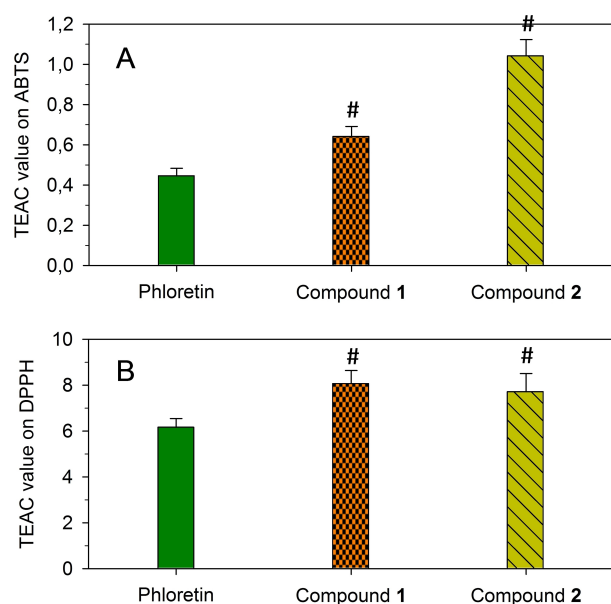 1,2
1,0
0,8
0,6
0,4
0,2
0,0
TEAC value on ABTS
A
#
#
Phloretin Compound 1 Compound 2
10
8
6
4
2
0
TEAC value on DPPH
B
#
#
Phloretin Compound 1 Compound 2